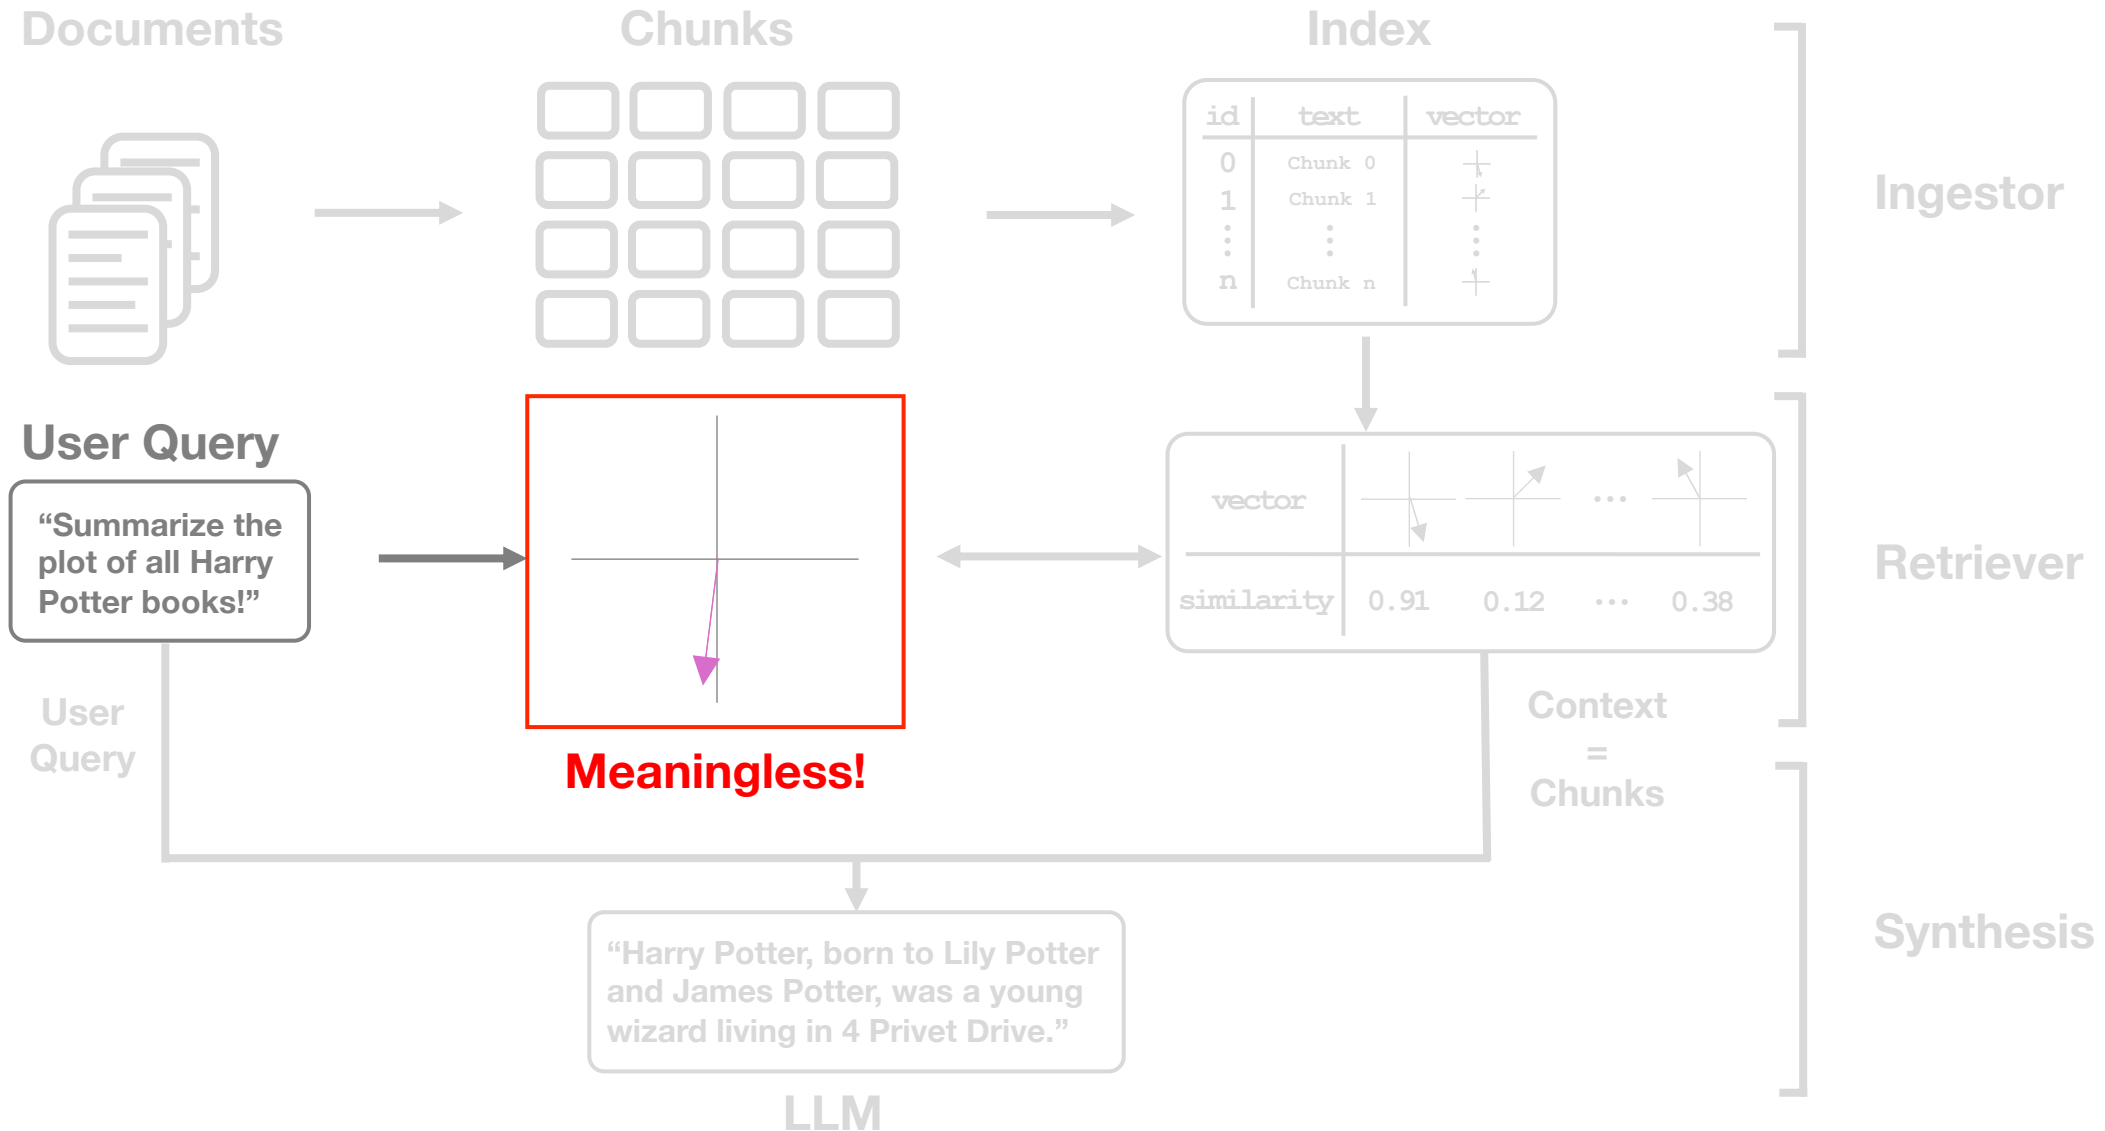 Documents
Chunks
Index
id text vector
0 Chunk 0
1 Chunk 1
n Chunk n
Ingestor
User Query
“Summarize the
plot of all Harry
Potter books!”
Meaningless!
vector ...
similarity 0.91 0.12 ... 0.38
Retriever
User
Query
Context
=
Chunks
“Harry Potter, born to Lily Potter
and James Potter, was a young
wizard living in 4 Privet Drive.”
LLM
Synthesis